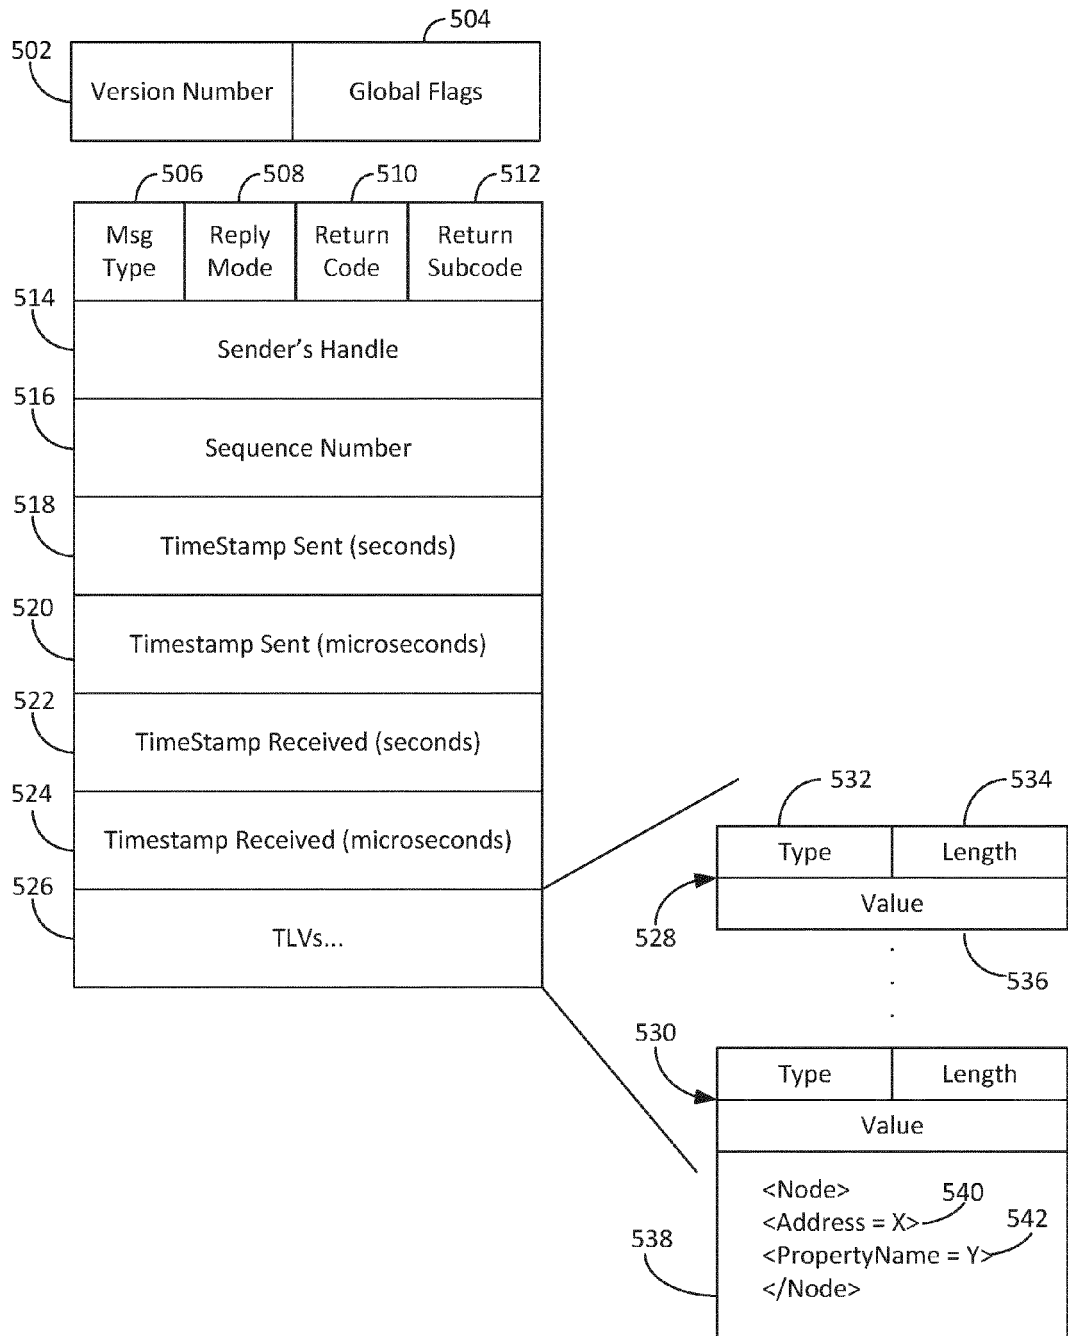 504
502
Version Number Global Flags
506 508 510 512
Msg Type Reply Mode Return Code Return Subcode
514
Sender's Handle
516
Sequence Number
518
TimeStamp Sent (seconds)
520
Timestamp Sent (microseconds)
522
TimeStamp Received (seconds)
524
Timestamp Received (microseconds)
526
TLVs...
532 534
Type Length
528
Value
536
.
.
.
530
Type Length
Value
<Node>
540
<Address = X>
542
<PropertyName = Y>
538
</Node>